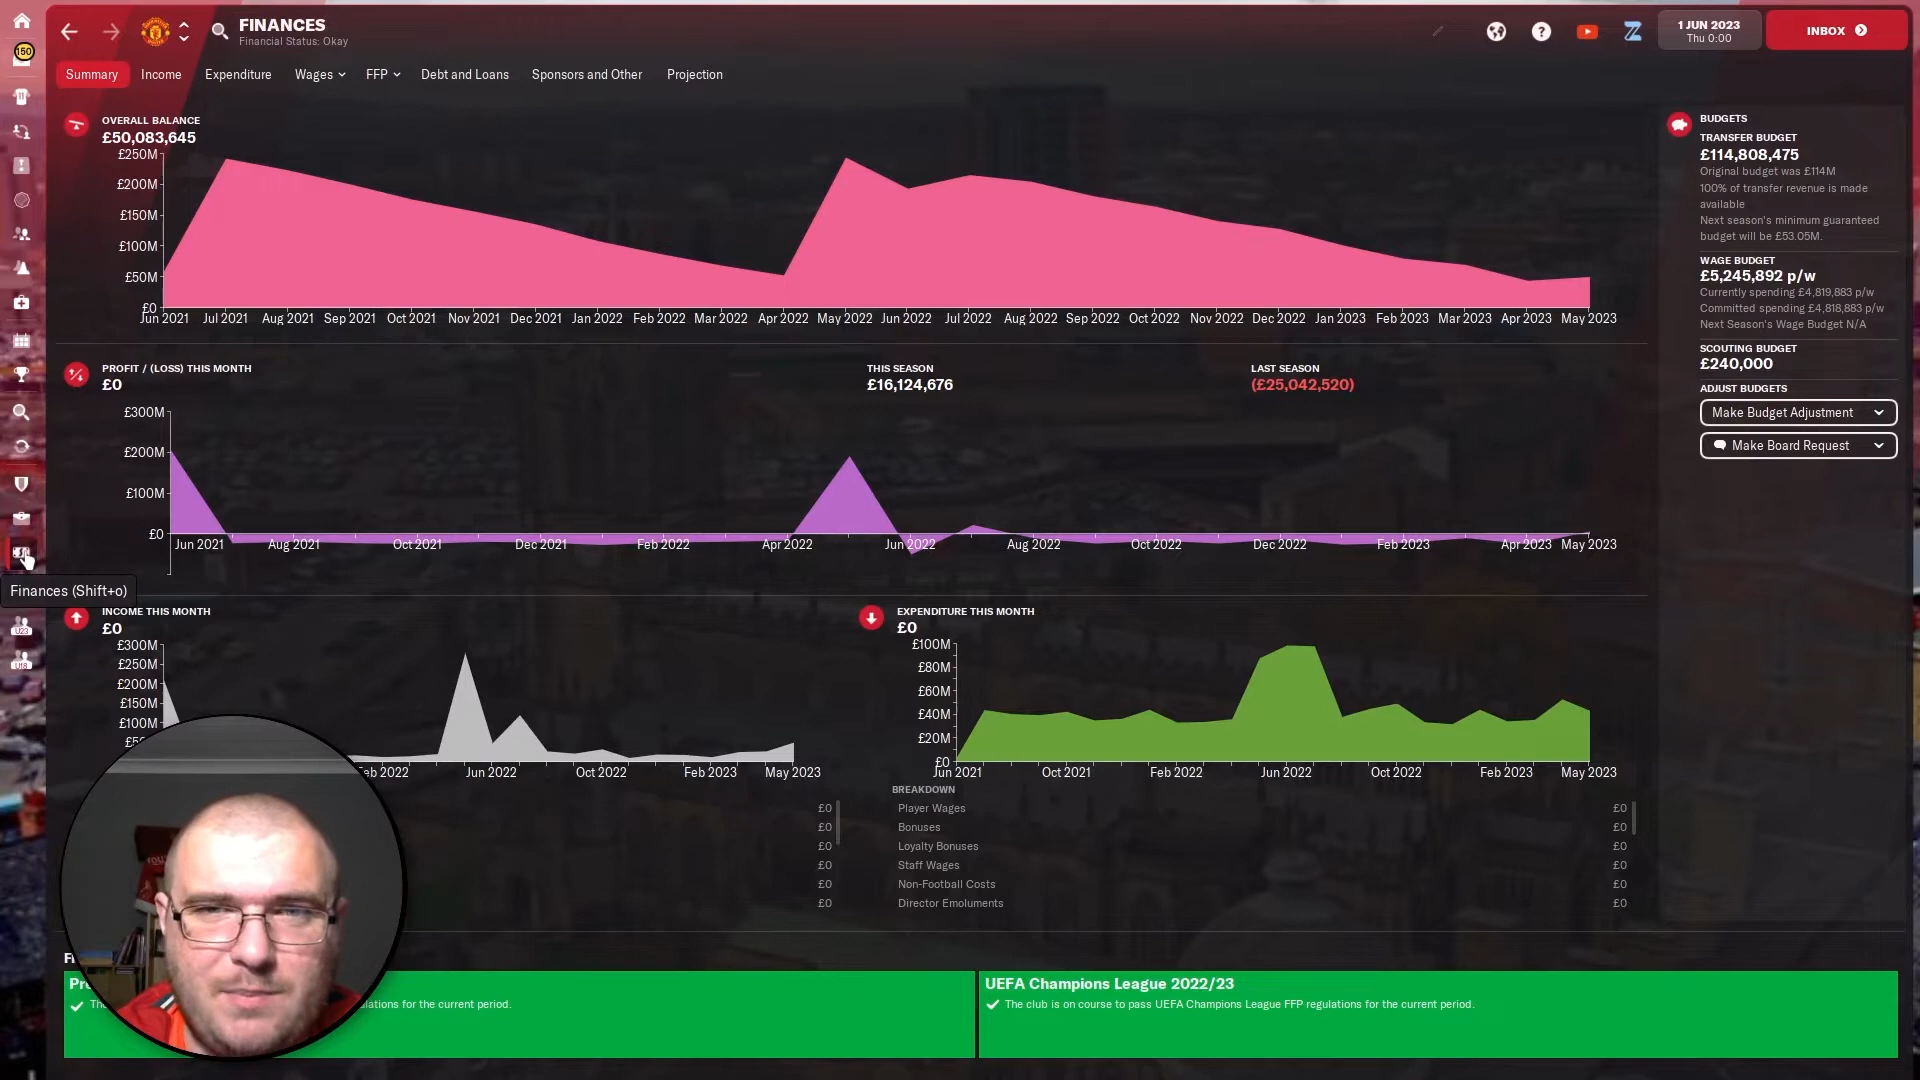 150
FINANCES
Financial Status: Okay
1 JUN 2023
Thu 0:00
INBOX
Summary
Income
Expenditure
Wages
FFP
Debt and Loans
Sponsors and Other
Projection
OVERALL BALANCE
£50,083,645
£250M
£200M
£150M
£100M
£50M
£0
Jun 2021 Jul 2021 Aug 2021 Sep 2021 Oct 2021 Nov 2021 Dec 2021 Jan 2022 Feb 2022 Mar 2022 Apr 2022 May 2022 Jun 2022 Jul 2022 Aug 2022 Sep 2022 Oct 2022 Nov 2022 Dec 2022 Jan 2023 Feb 2023 Mar 2023 Apr 2023 May 2023
BUDGETS
TRANSFER BUDGET
£114,808,475
Original budget was £114M
100% of transfer revenue is made
available
Next season's minimum guaranteed
budget will be £53.05M.
WAGE BUDGET
£5,245,892 p/w
Currently spending £4,819,883 p/w
Committed spending £4,818,883 p/w
Next Season's Wage Budget N/A
SCOUTING BUDGET
£240,000
ADJUST BUDGETS
Make Budget Adjustment
Make Board Request
PROFIT / (LOSS) THIS MONTH
£0
THIS SEASON
£16,124,676
LAST SEASON
(£25,042,520)
£300M
£200M
£100M
£0
Jun 2021 Aug 2021 Oct 2021 Dec 2021 Feb 2022 Apr 2022 Jun 2022 Aug 2022 Oct 2022 Dec 2022 Feb 2023 Apr 2023 May 2023
Finances (Shift+o)
U23
U18
INCOME THIS MONTH
£0
£300M
£250M
£200M
£150M
£100M
£5
eb 2022 Jun 2022 Oct 2022 Feb 2023 May 2023
£0
£0
£0
£0
£0
£0
EXPENDITURE THIS MONTH
£0
£100M
£80M
£60M
£40M
£20M
£0
Jun 2021 Oct 2021 Feb 2022 Jun 2022 Oct 2022 Feb 2023 May 2023
BREAKDOWN
Player Wages £0
Bonuses £0
Loyalty Bonuses £0
Staff Wages £0
Non-Football Costs £0
Director Emoluments £0
Pr
The
lations for the current period.
UEFA Champions League 2022/23
The club is on course to pass UEFA Champions League FFP regulations for the current period.